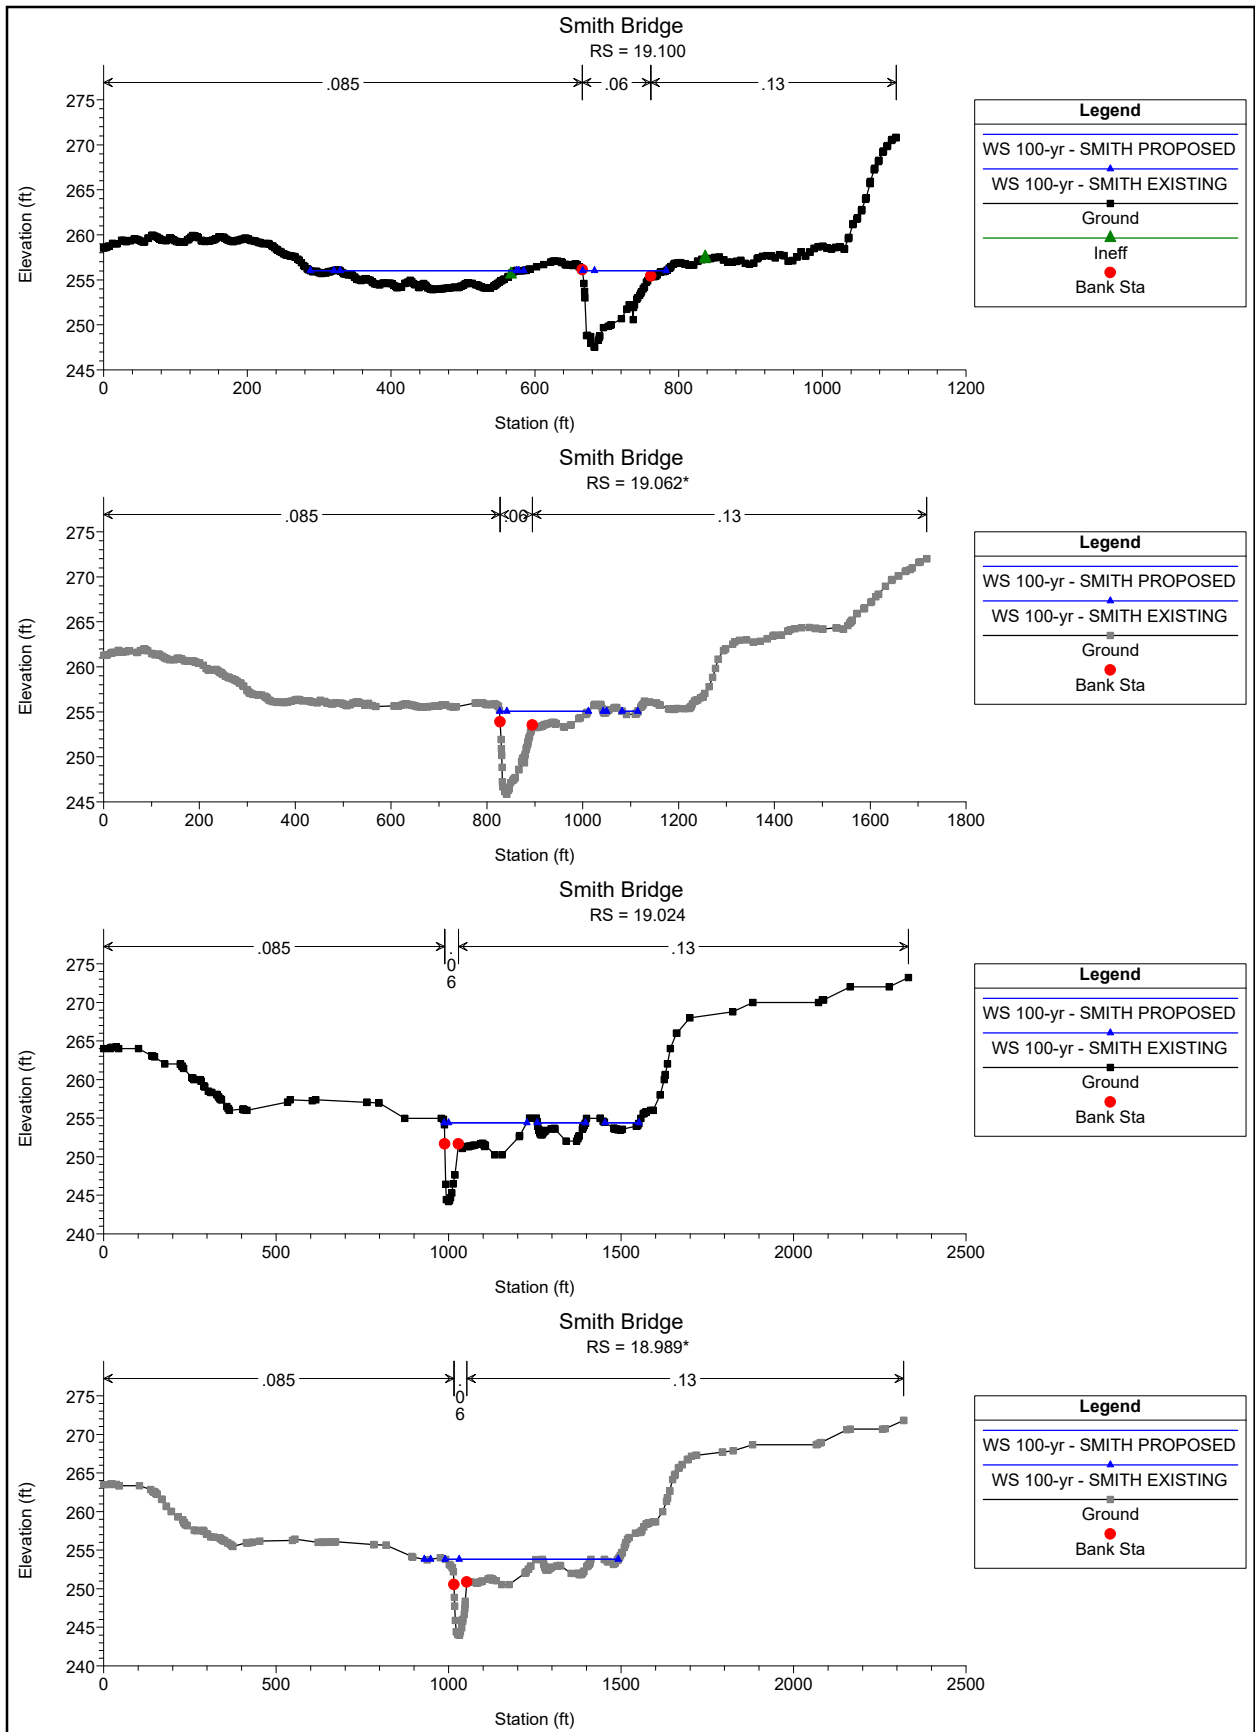 Smith Bridge
RS = 19.100
.085
.06
.13
275
270
265
260
255
250
245
0
200
400
600
800
1000
1200
Elevation (ft)
Station (ft)
Legend
WS 100-yr - SMITH PROPOSED
WS 100-yr - SMITH EXISTING
Ground
Ineff
Bank Sta
Smith Bridge
RS = 19.062*
.085
.06
.13
275
270
265
260
255
250
245
0
200
400
600
800
1000
1200
1400
1600
1800
Elevation (ft)
Station (ft)
Legend
WS 100-yr - SMITH PROPOSED
WS 100-yr - SMITH EXISTING
Ground
Bank Sta
Smith Bridge
RS = 19.024
.085
.
0
6
.13
275
270
265
260
255
250
245
240
0
500
1000
1500
2000
2500
Elevation (ft)
Station (ft)
Legend
WS 100-yr - SMITH PROPOSED
WS 100-yr - SMITH EXISTING
Ground
Bank Sta
Smith Bridge
RS = 18.989*
.085
.
0
6
.13
275
270
265
260
255
250
245
240
0
500
1000
1500
2000
2500
Elevation (ft)
Station (ft)
Legend
WS 100-yr - SMITH PROPOSED
WS 100-yr - SMITH EXISTING
Ground
Bank Sta